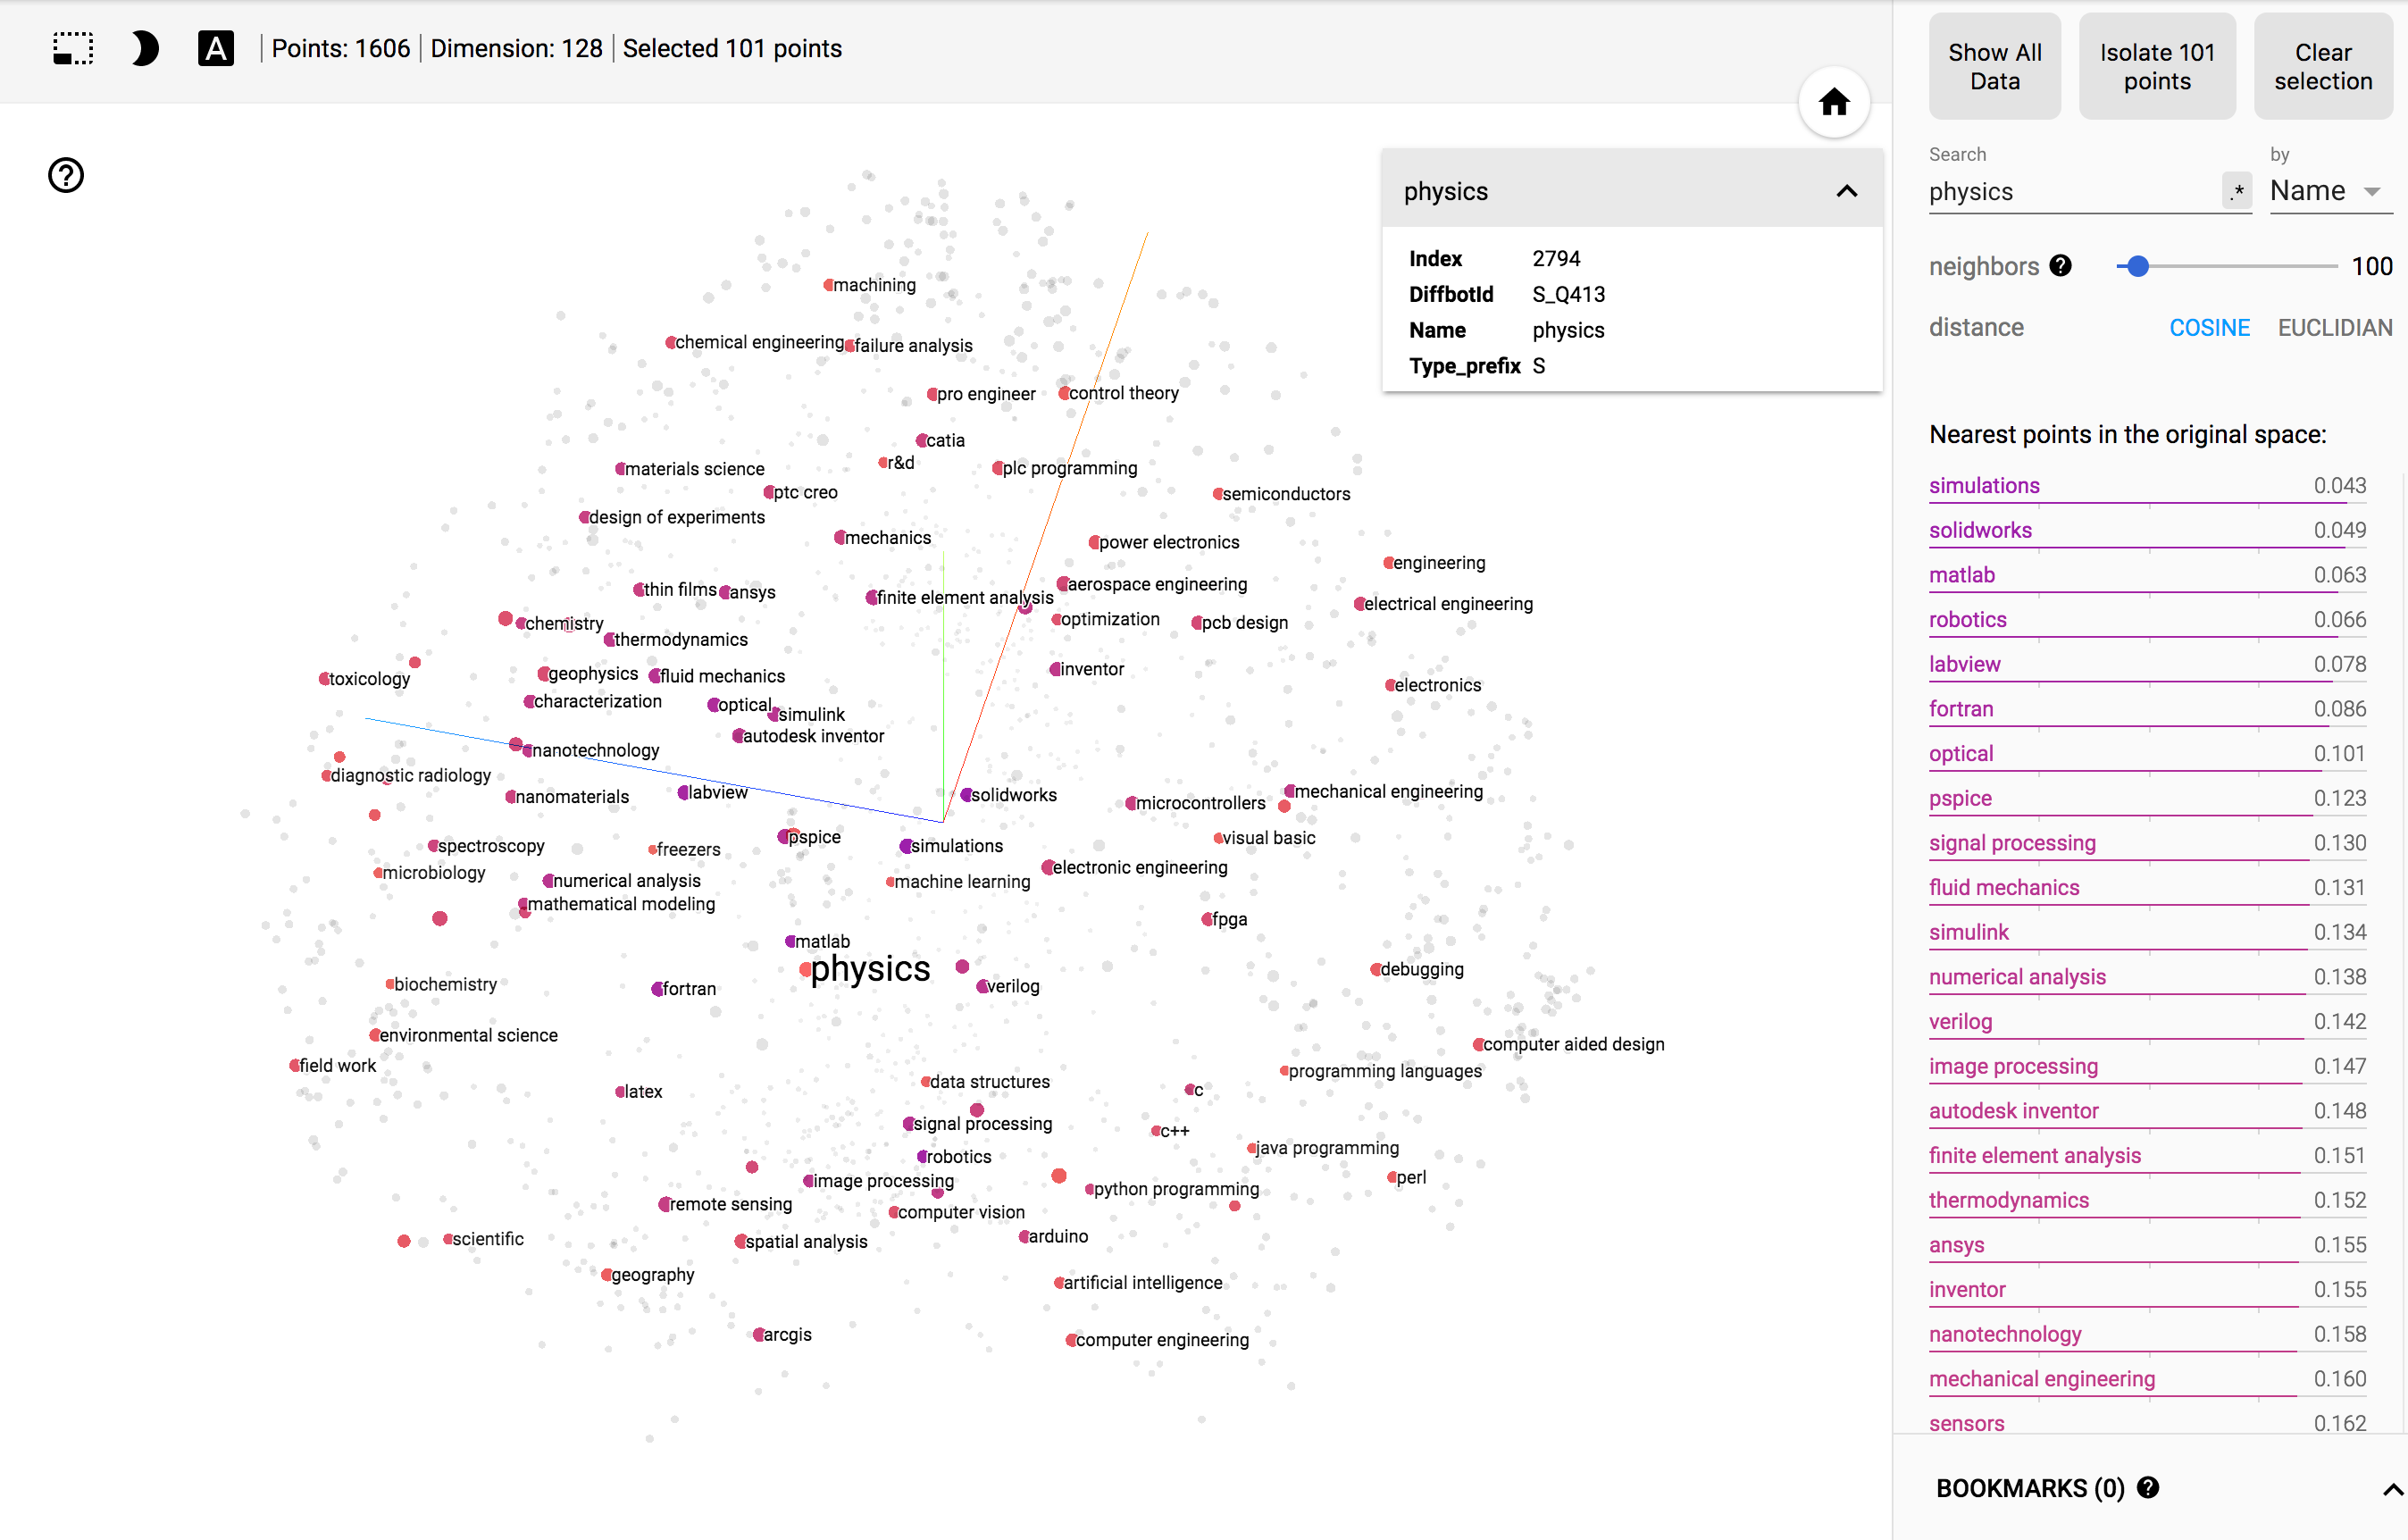 A
Points: 1606 | Dimension: 128 | Selected 101 points
Show All Data
Isolate 101 points
Clear selection
?
physics
Index 2794
DiffbotId S_Q413
Name physics
Type_prefix S
Search
by
physics
.*
Name
neighbors ? 100
distance COSINE EUCLIDIAN
Nearest points in the original space:
simulations 0.043
solidworks 0.049
matlab 0.063
robotics 0.066
labview 0.078
fortran 0.086
optical 0.101
pspice 0.123
signal processing 0.130
fluid mechanics 0.131
simulink 0.134
numerical analysis 0.138
verilog 0.142
image processing 0.147
autodesk inventor 0.148
finite element analysis 0.151
thermodynamics 0.152
ansys 0.155
inventor 0.155
nanotechnology 0.158
mechanical engineering 0.160
sensors 0.162
BOOKMARKS (0) ?
machining
chemical engineering
failure analysis
pro engineer
control theory
catia
r&d
materials science
plc programming
ptc creo
semiconductors
design of experiments
mechanics
power electronics
engineering
thin films
ansys
finite element analysis
aerospace engineering
electrical engineering
chemistry
optimization
pcb design
thermodynamics
geophysics
fluid mechanics
inventor
toxicology
electronics
characterization
optical
simulink
autodesk inventor
nanotechnology
diagnostic radiology
nanomaterials
labview
solidworks
microcontrollers
mechanical engineering
pspice
visual basic
spectroscopy
freezers
simulations
electronic engineering
microbiology
numerical analysis
machine learning
mathematical modeling
fpga
matlab
physics
debugging
biochemistry
fortran
verilog
environmental science
computer aided design
field work
programming languages
latex
data structures
c
signal processing
c++
java programming
robotics
perl
image processing
python programming
remote sensing
computer vision
scientific
spatial analysis
arduino
geography
artificial intelligence
arcgis
computer engineering